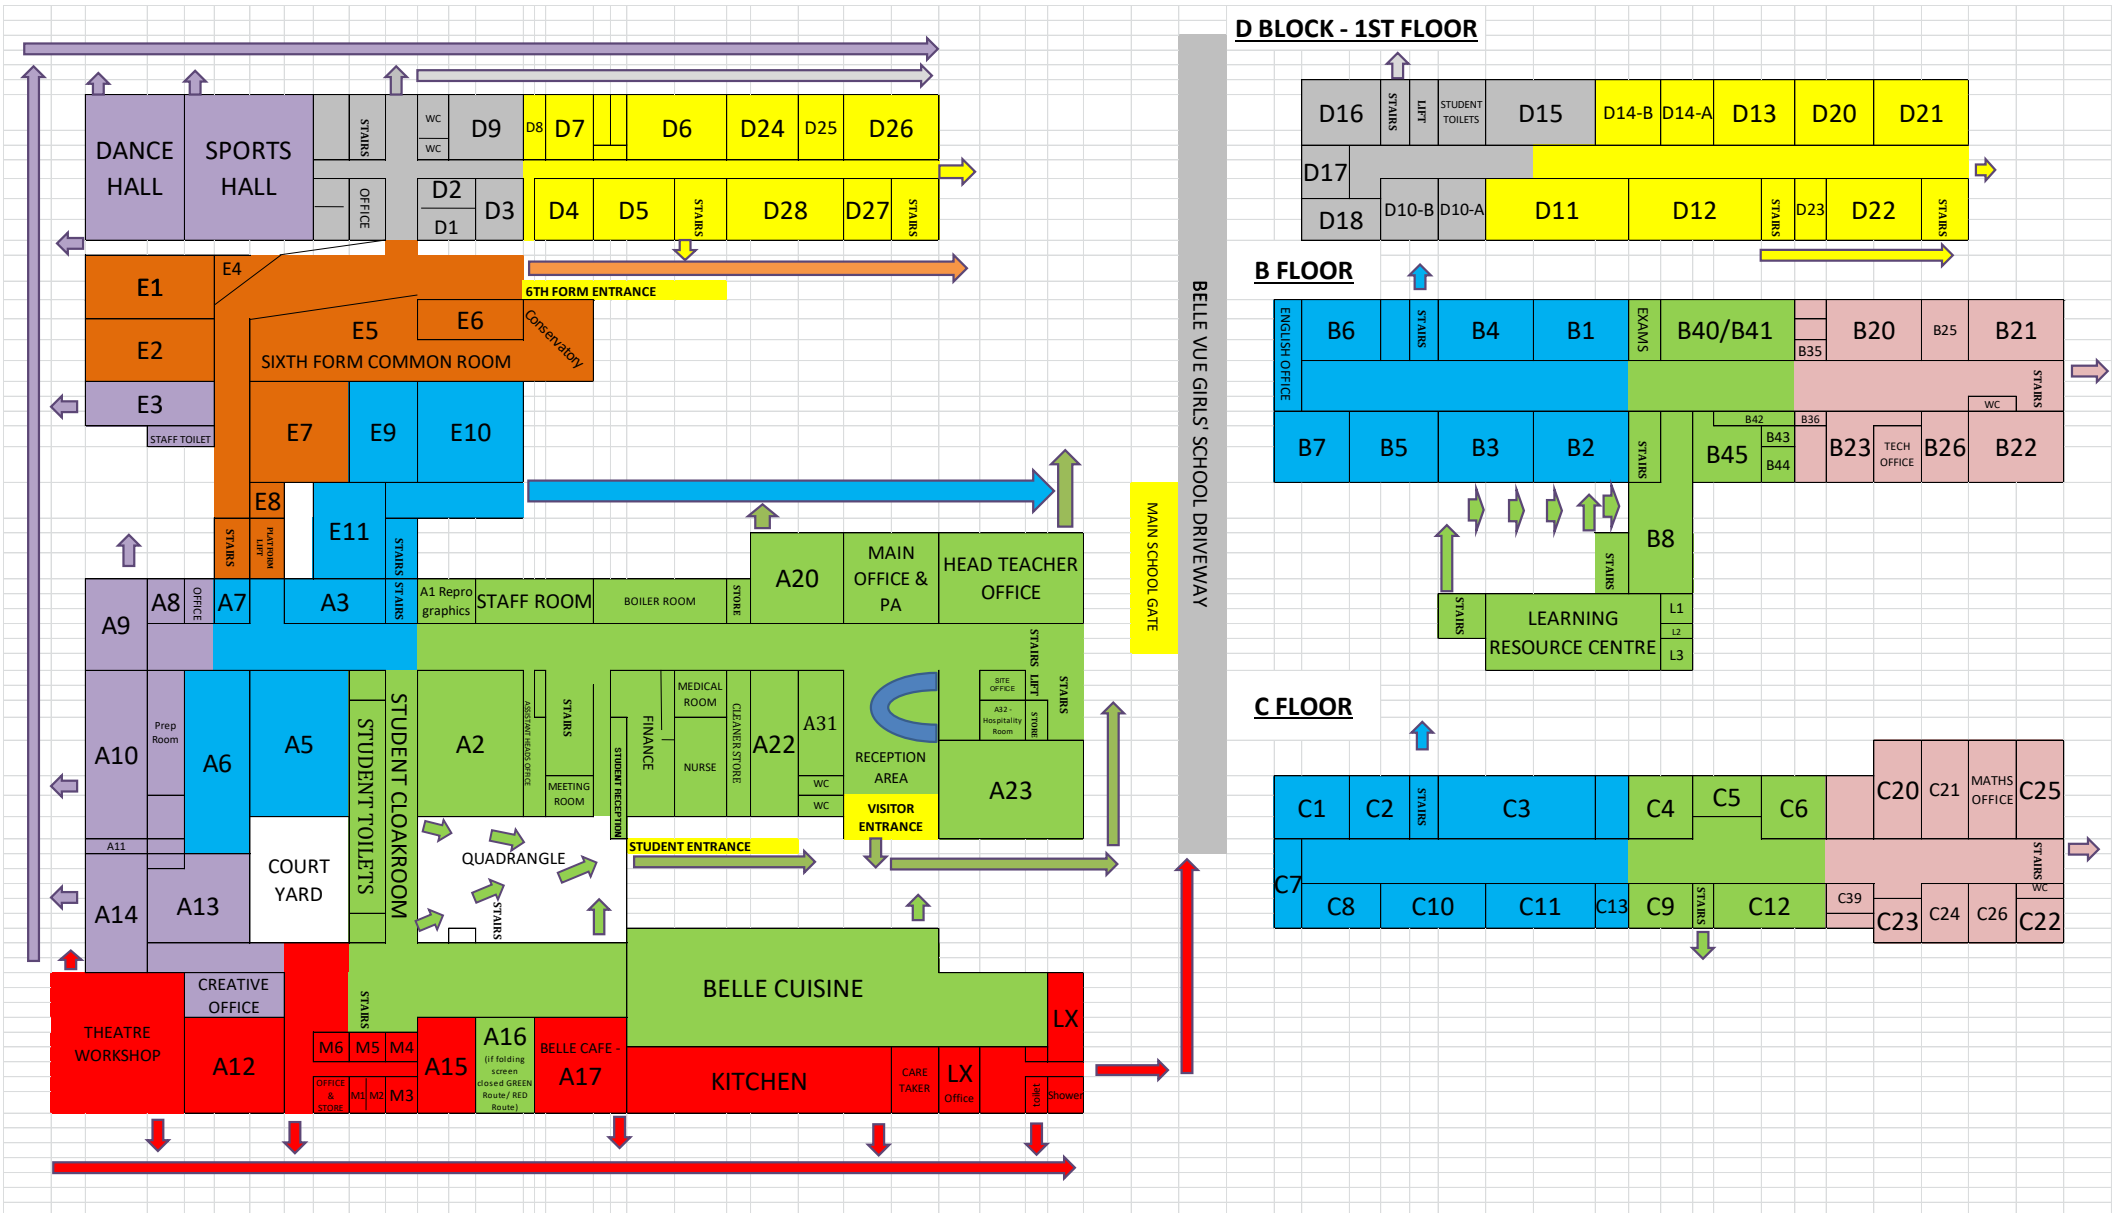 D BLOCK - 1ST FLOOR
DANCE
HALL
SPORTS
HALL
STAIRS
OFFICE
WC
WC
D9
D8
D7
D6
D24
D25
D26
D2
D1
D3
D4
D5
STAIRS
D28
D27
STAIRS
E1
E4
E2
E3
STAFF TOILET
6TH FORM ENTRANCE
E5
SIXTH FORM COMMON ROOM
E6
Conservatory
E7
E9
E10
E8
E11
STAIRS
PLATFORM
LIFT
STAIRS
A9
A8
OFFICE
A7
A3
STAIRS
A1 Repro
graphics
STAFF ROOM
BOILER ROOM
STORE
A20
MAIN
OFFICE &
PA
HEAD TEACHER
OFFICE
A10
Prep
Room
A6
A5
STUDENT TOILETS
STUDENT CLOAKROOM
A2
ASSISTANT HEADS OFFICE
STAIRS
MEETING
ROOM
STUDENT RECEPTION
FINANCE
MEDICAL
ROOM
NURSE
CLEANER STORE
A22
A31
WC
WC
RECEPTION
AREA
VISITOR
ENTRANCE
STAIRS
LIFT
STAIRS
SITE
OFFICE
A32 -
Hospitality
Room
STORE
A23
A11
A14
A13
COURT
YARD
QUADRANGLE
STAIRS
STUDENT ENTRANCE
THEATRE
WORKSHOP
CREATIVE
OFFICE
A12
STAIRS
M6
M5
M4
OFFICE
&
STORE
M1
M2
M3
A15
A16
(if folding
screen
closed GREEN
Route/ RED
Route)
BELLE CAFE -
A17
BELLE CUISINE
KITCHEN
CARE
TAKER
LX
Office
LX
Toilet
Shower
MAIN SCHOOL GATE
BELLE VUE GIRLS' SCHOOL DRIVEWAY
D16
STAIRS
LIFT
STUDENT
TOILETS
D15
D14-B
D14-A
D13
D20
D21
D17
D18
D10-B
D10-A
D11
D12
STAIRS
D23
D22
STAIRS
B FLOOR
ENGLISH OFFICE
B6
STAIRS
B4
B1
EXAMS
B40/B41
B35
B20
B25
B21
STAIRS
WC
B7
B5
B3
B2
STAIRS
B42
B45
B43
B44
B36
B23
TECH
OFFICE
B26
B22
B8
STAIRS
STAIRS
LEARNING
RESOURCE CENTRE
L1
L2
L3
C FLOOR
C1
C2
STAIRS
C3
C4
C5
C6
C20
C21
MATHS
OFFICE
C25
STAIRS
WC
C7
C8
C10
C11
C13
C9
STAIRS
C12
C39
C23
C24
C26
C22